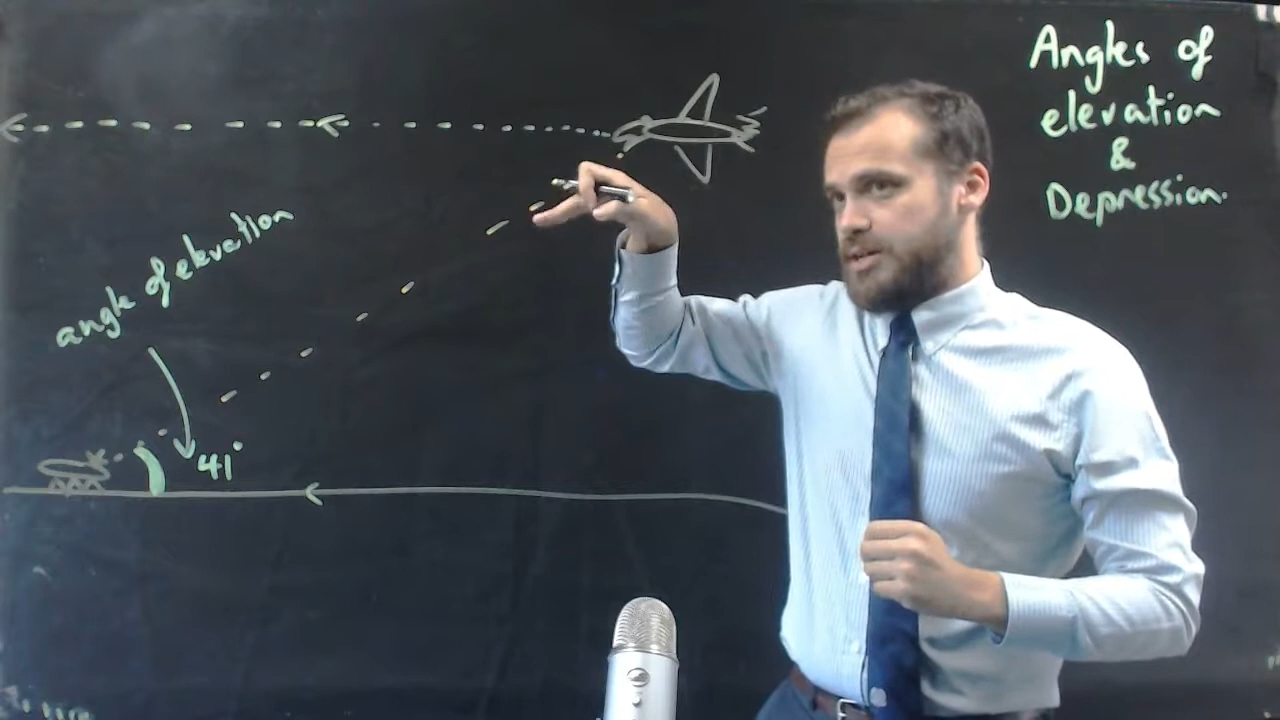 Angles of
elevation
&
Depression.
angle of elevation
41°